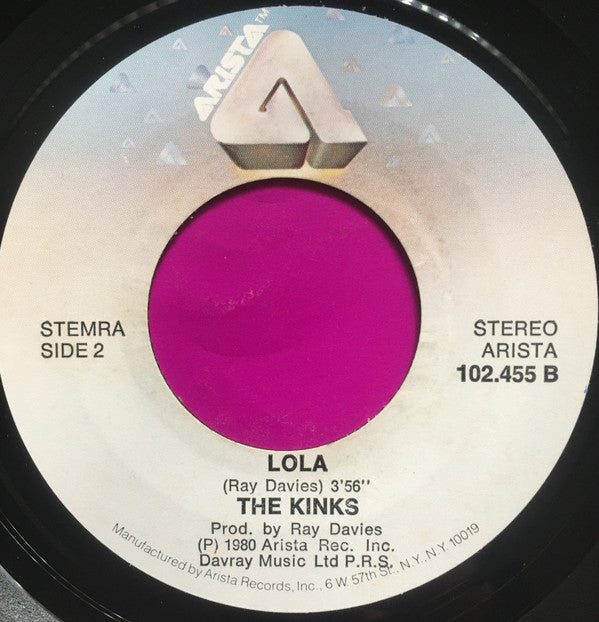 ARISTA™
STEMRA
SIDE 2
STEREO
ARISTA
102.455 B
LOLA
(Ray Davies) 3'56''
THE KINKS
Prod. by Ray Davies
(P) 1980 Arista Rec. Inc.
Davray Music Ltd P.R.S.
Manufactured by Arista Records, Inc., 6 W. 57th St., N.Y., N.Y. 10019